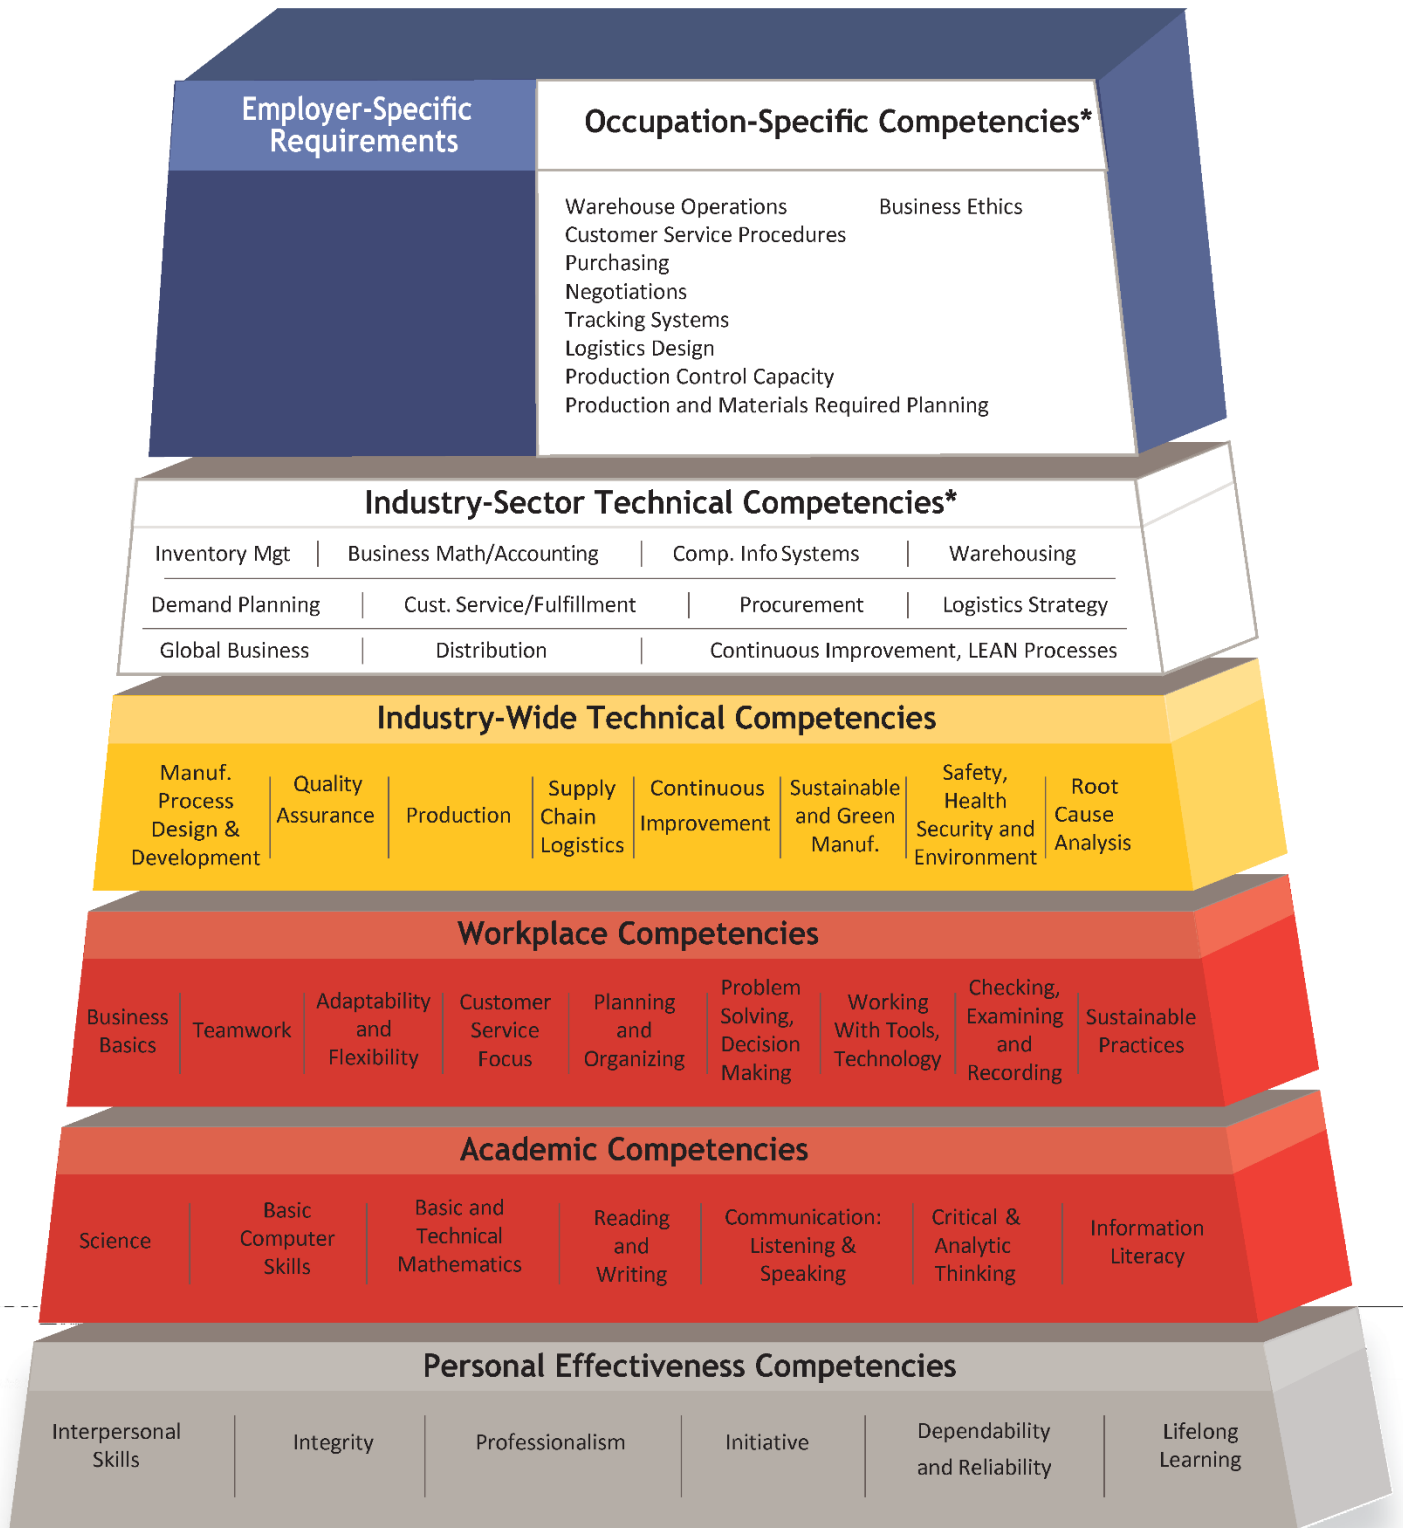 Employer-Specific
Requirements
Occupation-Specific Competencies*
Warehouse Operations
Business Ethics
Customer Service Procedures
Purchasing
Negotiations
Tracking Systems
Logistics Design
Production Control Capacity
Production and Materials Required Planning
Industry-Sector Technical Competencies*
Inventory Mgt
Business Math/Accounting
Comp. Info Systems
Warehousing
Demand Planning
Cust. Service/Fulfillment
Procurement
Logistics Strategy
Global Business
Distribution
Continuous Improvement, LEAN Processes
Industry-Wide Technical Competencies
Manuf.
Process
Design &
Development
Quality
Assurance
Production
Supply
Chain
Logistics
Continuous
Improvement
Sustainable
and Green
Manuf.
Safety,
Health
Security and
Environment
Root
Cause
Analysis
Workplace Competencies
Business
Basics
Teamwork
Adaptability
and
Flexibility
Customer
Service
Focus
Planning
and
Organizing
Problem
Solving,
Decision
Making
Working
With Tools,
Technology
Checking,
Examining
and
Recording
Sustainable
Practices
Academic Competencies
Science
Basic
Computer
Skills
Basic and
Technical
Mathematics
Reading
and
Writing
Communication:
Listening &
Speaking
Critical &
Analytic
Thinking
Information
Literacy
Personal Effectiveness Competencies
Interpersonal
Skills
Integrity
Professionalism
Initiative
Dependability
and Reliability
Lifelong
Learning